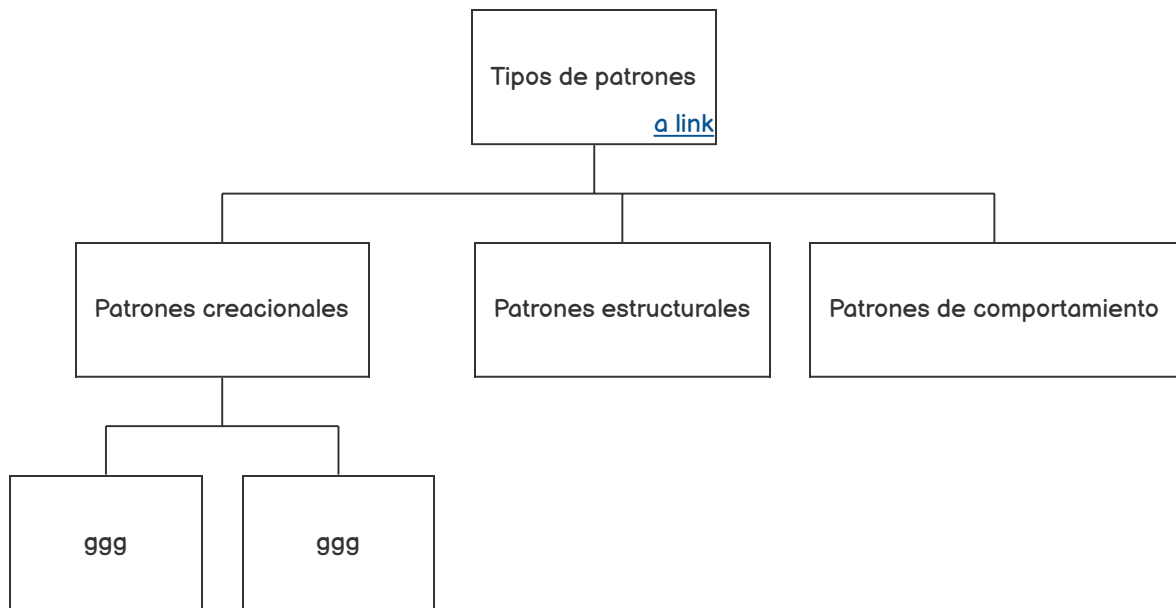 Tipos de patrones
a link
Patrones creacionales
Patrones estructurales
Patrones de comportamiento
ggg
ggg